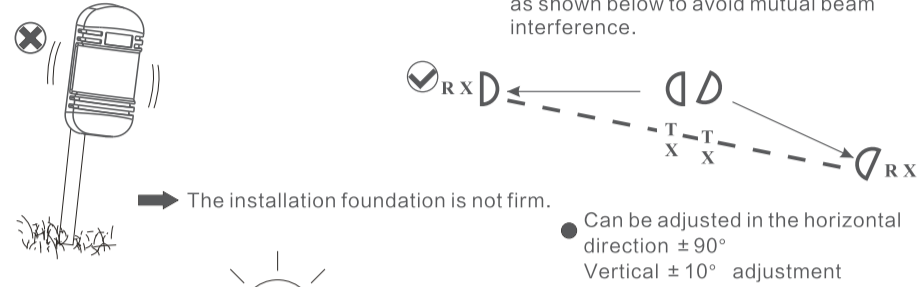 as shown below to avoid mutual beam
interference.
R X
T
X
T
X
R X
The installation foundation is not firm.
Can be adjusted in the horizontal
direction ±90°
Vertical ±10° adjustment